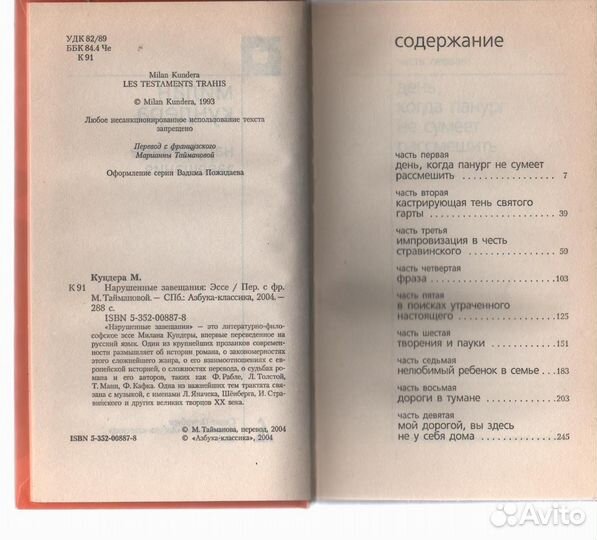 УДК 82/89
ББК 84.4 Че
К 91
Milan Kundera
LES TESTAMENTS TRAHIS
© Milan Kundera, 1993
Любое несанкционированное использование текста
запрещено
Перевод с французского
Марианны Таймановой
Оформление серии Вадима Пожидаева
Кундера М.
К 91 Нарушенные завещания: Эссе / Пер. с фр.
М. Таймановой. — СПб.: Азбука-классика, 2004. —
288 с.
ISBN 5-352-00887-8
«Нарушенные завещания» — это литературно-фило-
софское эссе Милана Кундеры, впервые переведенное на
русский язык. Один из крупнейших прозаиков современ-
ности размышляет об истории романа, о закономерностях
этого сложнейшего жанра, о его взаимоотношениях с ев-
ропейской историей, о сложностях перевода, о судьбах рома-
на и его авторов, таких как Ф. Рабле, Л. Толстой,
Т. Манн, Ф. Кафка. Одна из важнейших тем трактата свя-
зана с музыкой, с именами Л. Яначека, Шёнберга, И. Стра-
винского и других великих творцов XX века.
© М. Тайманова, перевод, 2004
ISBN 5-352-00887-8 © «Азбука-классика», 2004
содержание
часть первая
день, когда панург не сумеет
рассмешить 7
часть вторая
кастрирующая тень святого
гарты 39
часть третья
импровизация в честь
стравинского 59
часть четвертая
фраза 103
часть пятая
в поисках утраченного
настоящего 125
часть шестая
творения и пауки 151
часть седьмая
нелюбимый ребенок в семье 183
часть восьмая
дороги в тумане 203
часть девятая
мой дорогой, вы здесь
не у себя дома 245
Avito